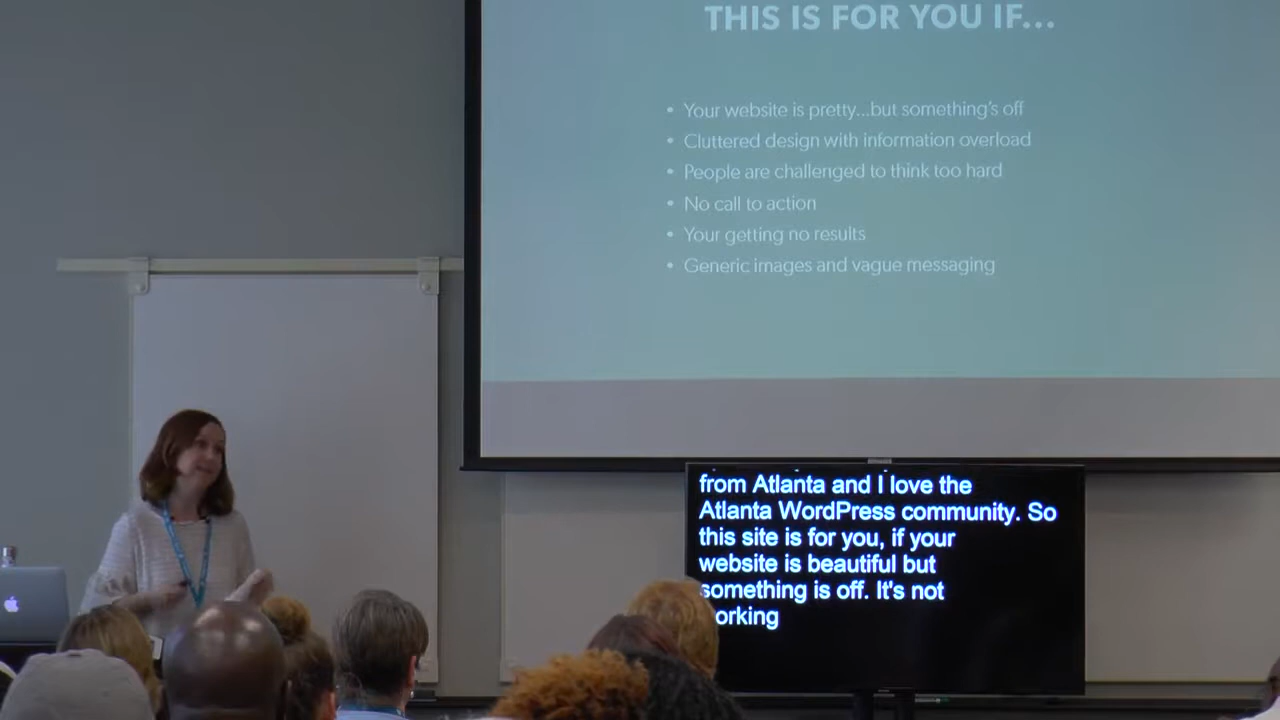 THIS IS FOR YOU IF...
• Your website is pretty...but something's off
• Cluttered design with information overload
• People are challenged to think too hard
• No call to action
• Your getting no results
• Generic images and vague messaging
from Atlanta and I love the
Atlanta WordPress community. So
this site is for you, if your
website is beautiful but
something is off. It's not
orking